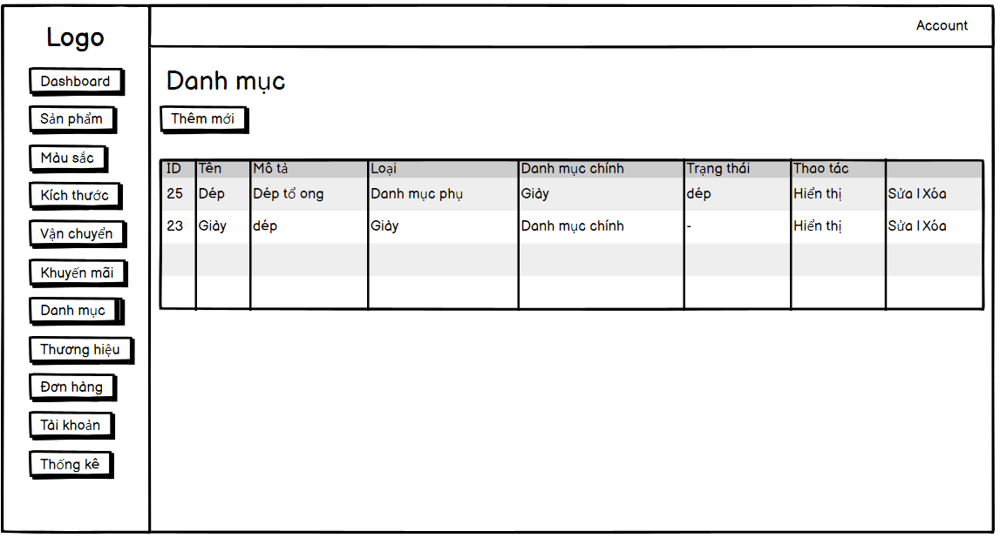 Logo
Account
Dashboard
Sản phẩm
Màu sắc
Kích thước
Vận chuyển
Khuyến mãi
Danh mục
Thương hiệu
Đơn hàng
Tài khoản
Thống kê
Danh mục
Thêm mới
ID Tên Mô tả Loại Danh mục chính Trạng thái Thao tác
25 Dép Dép tổ ong Danh mục phụ Giày dép Hiển thị Sửa | Xóa
23 Giày dép Giày Danh mục chính - Hiển thị Sửa | Xóa